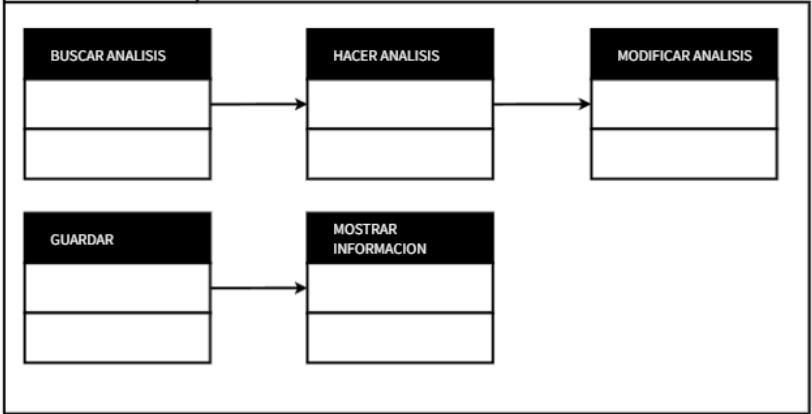 BUSCAR ANALISIS
HACER ANALISIS
MODIFICAR ANALISIS
GUARDAR
MOSTRAR
INFORMACION